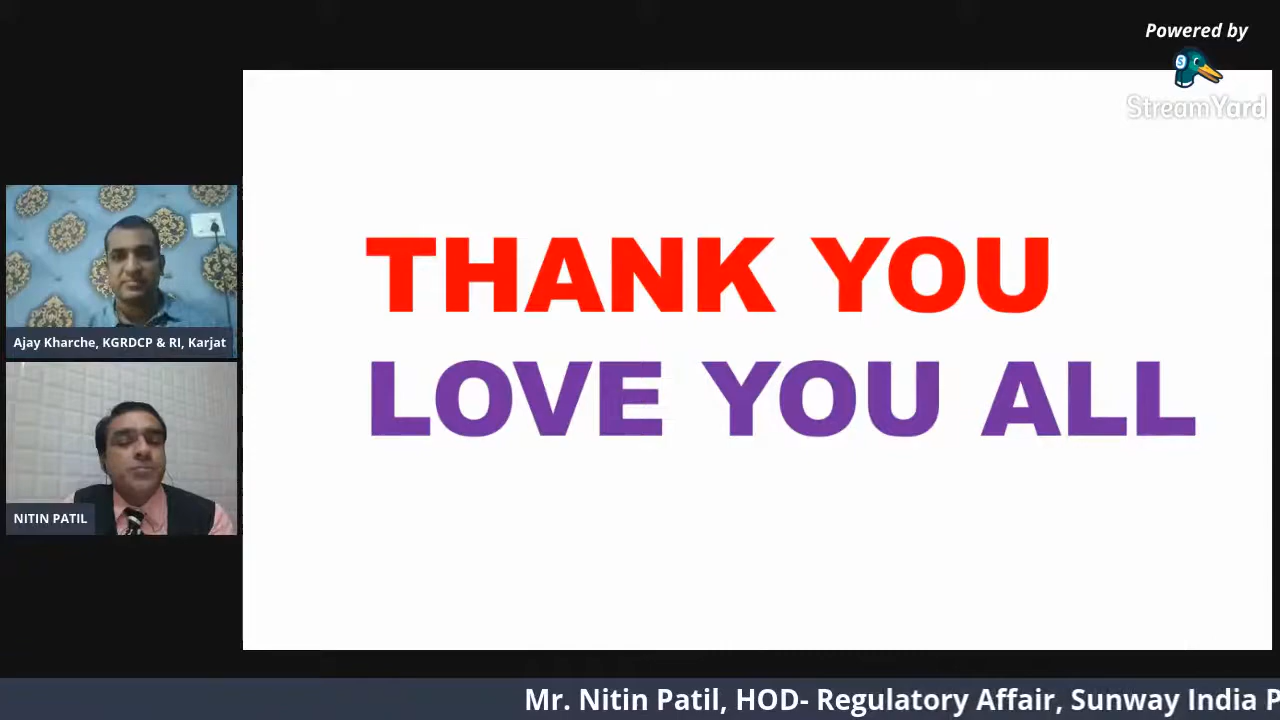 Powered by
StreamYard
THANK YOU
LOVE YOU ALL
Ajay Kharche, KGRDCP & RI, Karjat
NITIN PATIL
Mr. Nitin Patil, HOD- Regulatory Affair, Sunway India P